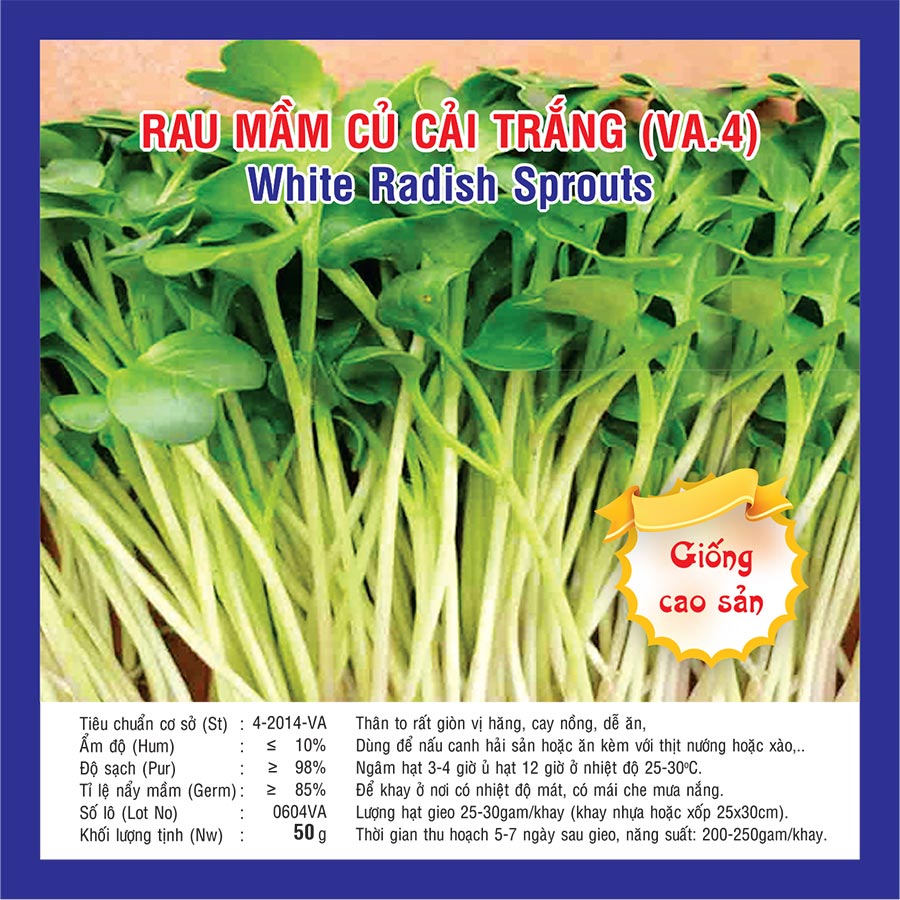 RAU MẦM CỦ CẢI TRẮNG (VA.4)
White Radish Sprouts
Giống
cao sản
Tiêu chuẩn cơ sở (St) : 4-2014-VA
Ẩm độ (Hum) : ≤ 10%
Độ sạch (Pur) : ≥ 98%
Tỉ lệ nẩy mầm (Germ) : ≥ 85%
Số lô (Lot No) : 0604VA
Khối lượng tịnh (Nw) : 50 g
Thân to rất giòn vị hăng, cay nồng, dễ ăn,
Dùng để nấu canh hải sản hoặc ăn kèm với thịt nướng hoặc xào,..
Ngâm hạt 3-4 giờ ủ hạt 12 giờ ở nhiệt độ 25-30ºC.
Để khay ở nơi có nhiệt độ mát, có mái che mưa nắng.
Lượng hạt gieo 25-30gam/khay (khay nhựa hoặc xốp 25x30cm).
Thời gian thu hoạch 5-7 ngày sau gieo, năng suất: 200-250gam/khay.